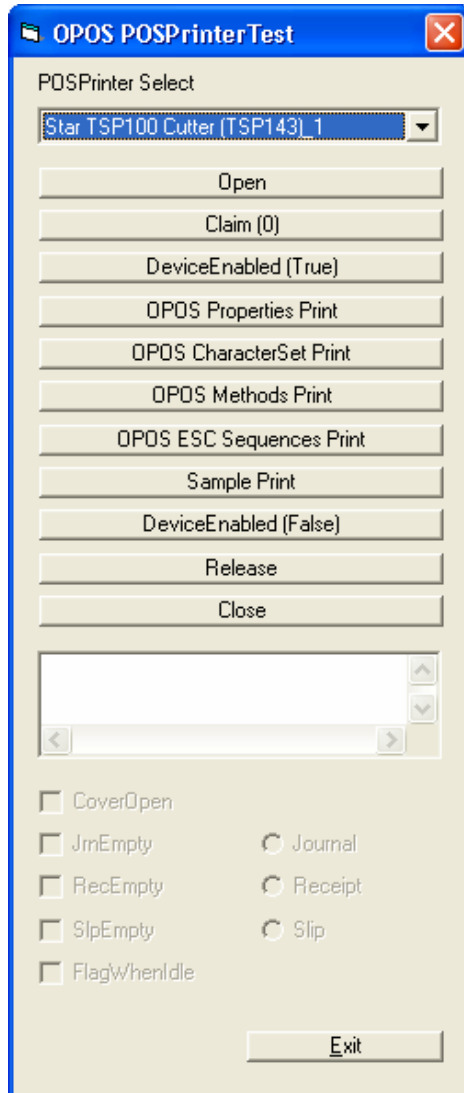 OPOS POSPrinterTest
POSPrinter Select
Star TSP100 Cutter (TSP143)_1
Open
Claim (0)
DeviceEnabled (True)
OPOS Properties Print
OPOS CharacterSet Print
OPOS Methods Print
OPOS ESC Sequences Print
Sample Print
DeviceEnabled (False)
Release
Close
CoverOpen
JrnEmpty Journal
RecEmpty Receipt
SlpEmpty Slip
FlagWhenIdle
Exit